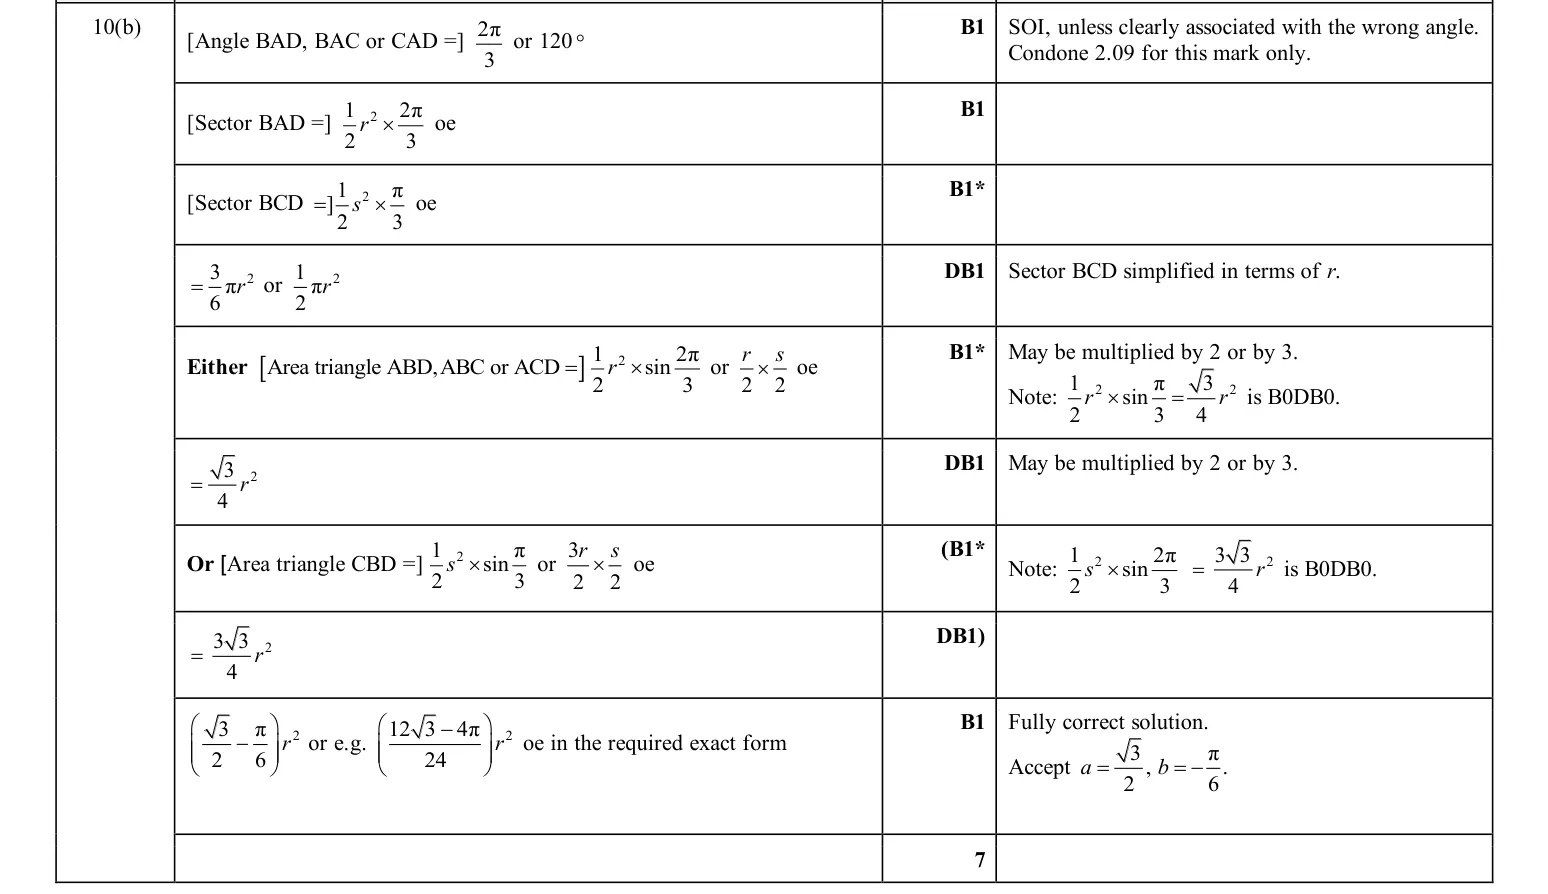 10(b) [Angle BAD, BAC or CAD =] 2π/3 or 120° B1 SOI, unless clearly associated with the wrong angle.
Condone 2.09 for this mark only.
[Sector BAD =] 1/2 r² × 2π/3 oe B1
[Sector BCD =] 1/2 s² × π/3 oe B1*
= 3/6 πr² or 1/2 πr² DB1 Sector BCD simplified in terms of r.
Either [Area triangle ABD, ABC or ACD =] 1/2 r² × sin 2π/3 or r/2 × s/2 oe B1* May be multiplied by 2 or by 3.
Note: 1/2 r² × sin π/3 = √3/4 r² is B0DB0.
= √3/4 r² DB1 May be multiplied by 2 or by 3.
Or [Area triangle CBD =] 1/2 s² × sin π/3 or 3r/2 × s/2 oe (B1* Note: 1/2 s² × sin 2π/3 = 3√3/4 r² is B0DB0.
= 3√3/4 r² DB1)
(√3/2 − π/6) r² or e.g. ((12√3 − 4π)/24) r² oe in the required exact form B1 Fully correct solution.
Accept a = √3/2, b = −π/6.
7